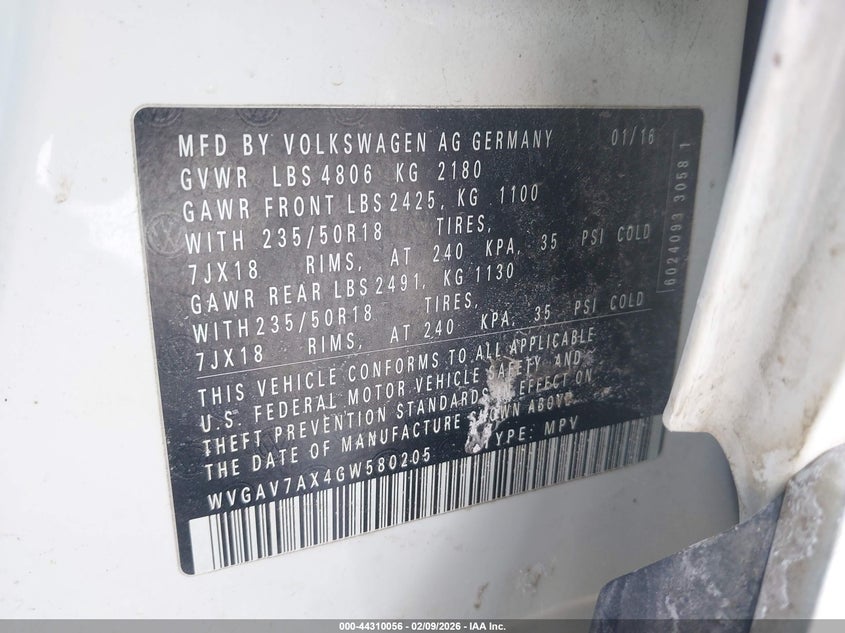 MFD BY VOLKSWAGEN AG GERMANY 01/16
GVWR LBS 4806 KG 2180
GAWR FRONT LBS 2425, KG 1100
WITH 235/50R18 TIRES,
7JX18 RIMS, AT 240 KPA, 35 PSI COLD
GAWR REAR LBS 2491, KG 1130
WITH 235/50R18 TIRES,
7JX18 RIMS, AT 240 KPA, 35 PSI COLD
THIS VEHICLE CONFORMS TO ALL APPLICABLE
U.S. FEDERAL MOTOR VEHICLE SAFETY, AND
THEFT PREVENTION STANDARDS EFFECT ON
THE DATE OF MANUFACTURE SHOWN ABOVE.
WVGAV7AX4GW580205 TYPE: MPV
6024093 3058 1
000-44310056 - 02/09/2026 - IAA Inc.